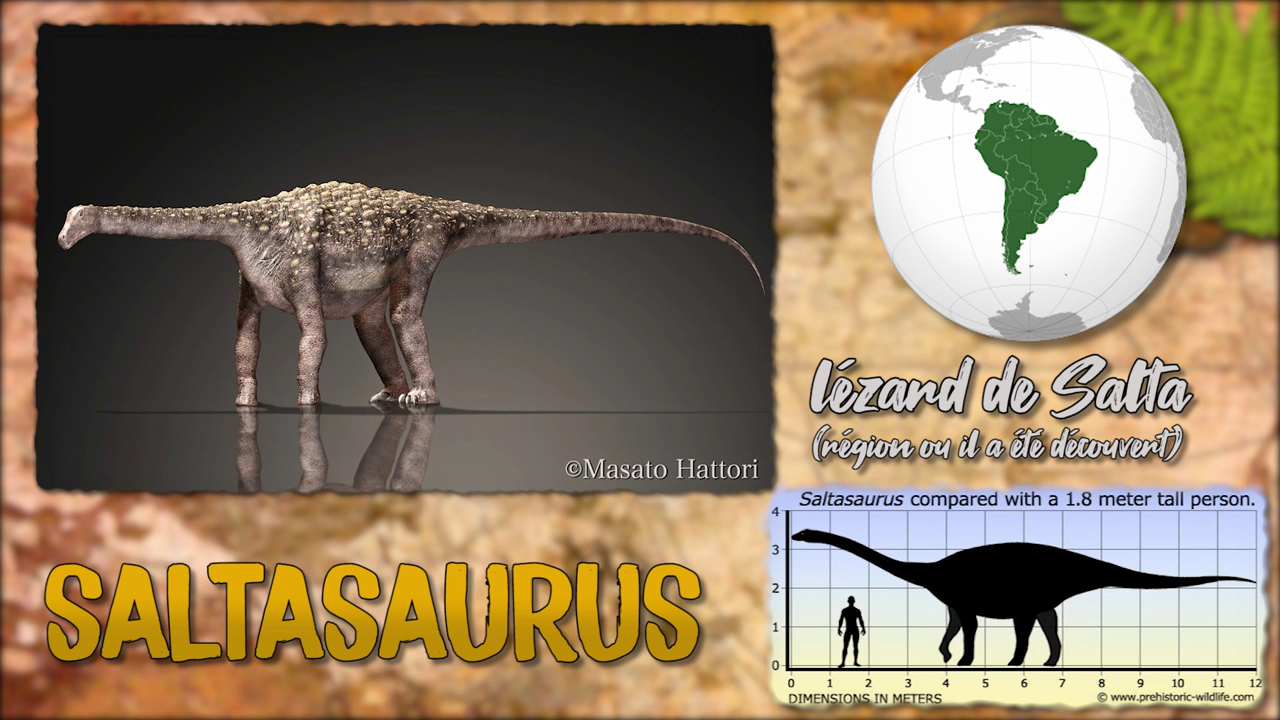 ©Masato Hattori
SALTASAURUS
lézard de Salta
(région ou il a été découvert)
Saltasaurus compared with a 1.8 meter tall person.
4
3
2
1
0
0 1 2 3 4 5 6 7 8 9 10 11 12
DIMENSIONS IN METERS © www.prehistoric-wildlife.com